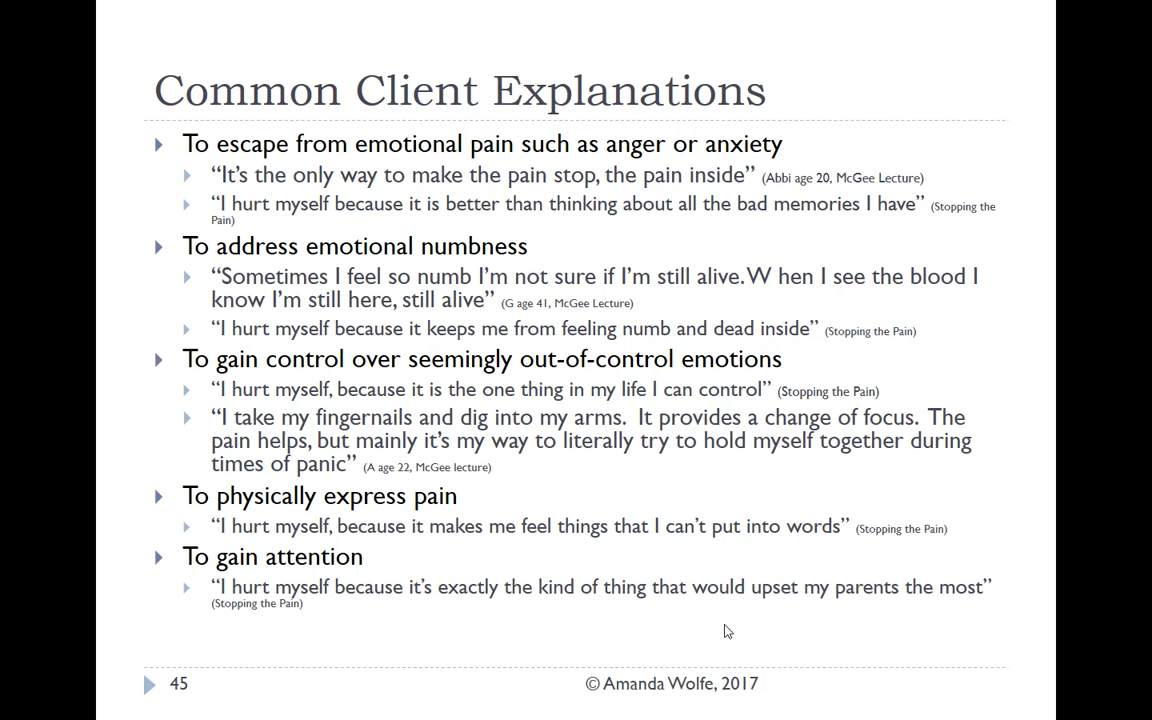 Common Client Explanations
To escape from emotional pain such as anger or anxiety
“It’s the only way to make the pain stop, the pain inside” (Abbi age 20, McGee Lecture)
“I hurt myself because it is better than thinking about all the bad memories I have” (Stopping the
Pain)
To address emotional numbness
“Sometimes I feel so numb I’m not sure if I’m still alive. W hen I see the blood I
know I’m still here, still alive” (G age 41, McGee Lecture)
“I hurt myself because it keeps me from feeling numb and dead inside” (Stopping the Pain)
To gain control over seemingly out-of-control emotions
“I hurt myself, because it is the one thing in my life I can control” (Stopping the Pain)
“I take my fingernails and dig into my arms. It provides a change of focus. The
pain helps, but mainly it’s my way to literally try to hold myself together during
times of panic” (A age 22, McGee lecture)
To physically express pain
“I hurt myself, because it makes me feel things that I can’t put into words” (Stopping the Pain)
To gain attention
“I hurt myself because it’s exactly the kind of thing that would upset my parents the most”
(Stopping the Pain)
45 © Amanda Wolfe, 2017